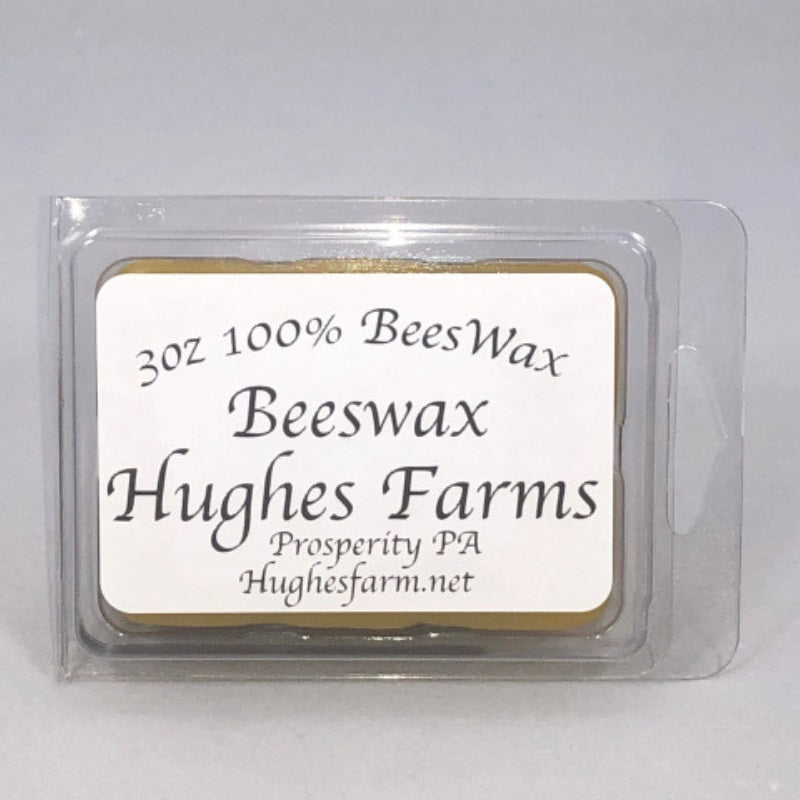 3oz 100% BeesWax
Beeswax
Hughes Farms
Prosperity PA
Hughesfarm.net